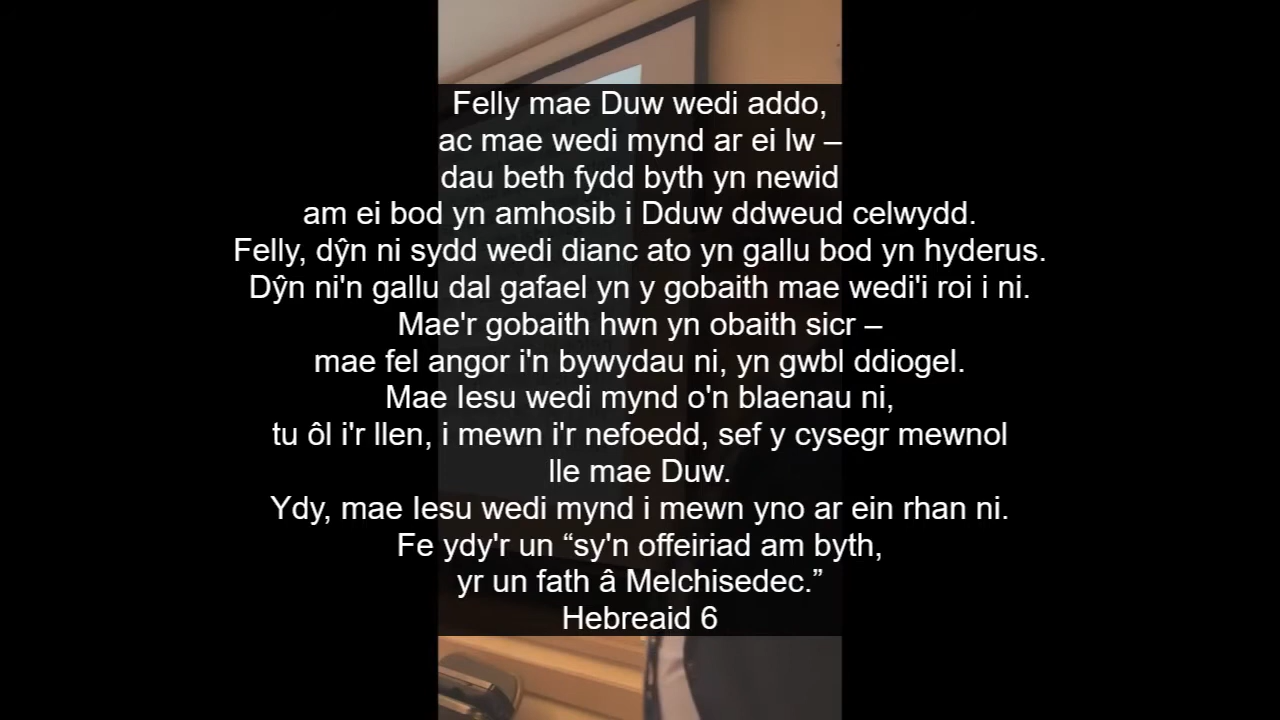 Felly mae Duw wedi addo,
ac mae wedi mynd ar ei lw –
dau beth fydd byth yn newid
am ei bod yn amhosib i Dduw ddweud celwydd.
Felly, dŷn ni sydd wedi dianc ato yn gallu bod yn hyderus.
Dŷn ni'n gallu dal gafael yn y gobaith mae wedi'i roi i ni.
Mae'r gobaith hwn yn obaith sicr –
mae fel angor i'n bywydau ni, yn gwbl ddiogel.
Mae Iesu wedi mynd o'n blaenau ni,
tu ôl i'r llen, i mewn i'r nefoedd, sef y cysegr mewnol
lle mae Duw.
Ydy, mae Iesu wedi mynd i mewn yno ar ein rhan ni.
Fe ydy'r un “sy'n offeiriad am byth,
yr un fath â Melchisedec.”
Hebreaid 6